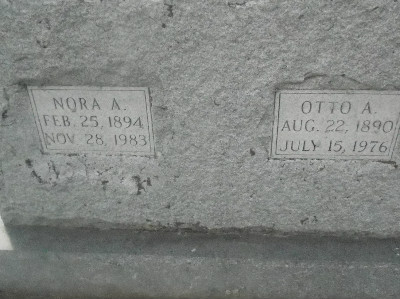 NORA A.
FEB. 25, 1894
NOV 28, 1983
OTTO A.
AUG. 22, 1890
JULY 15, 1976